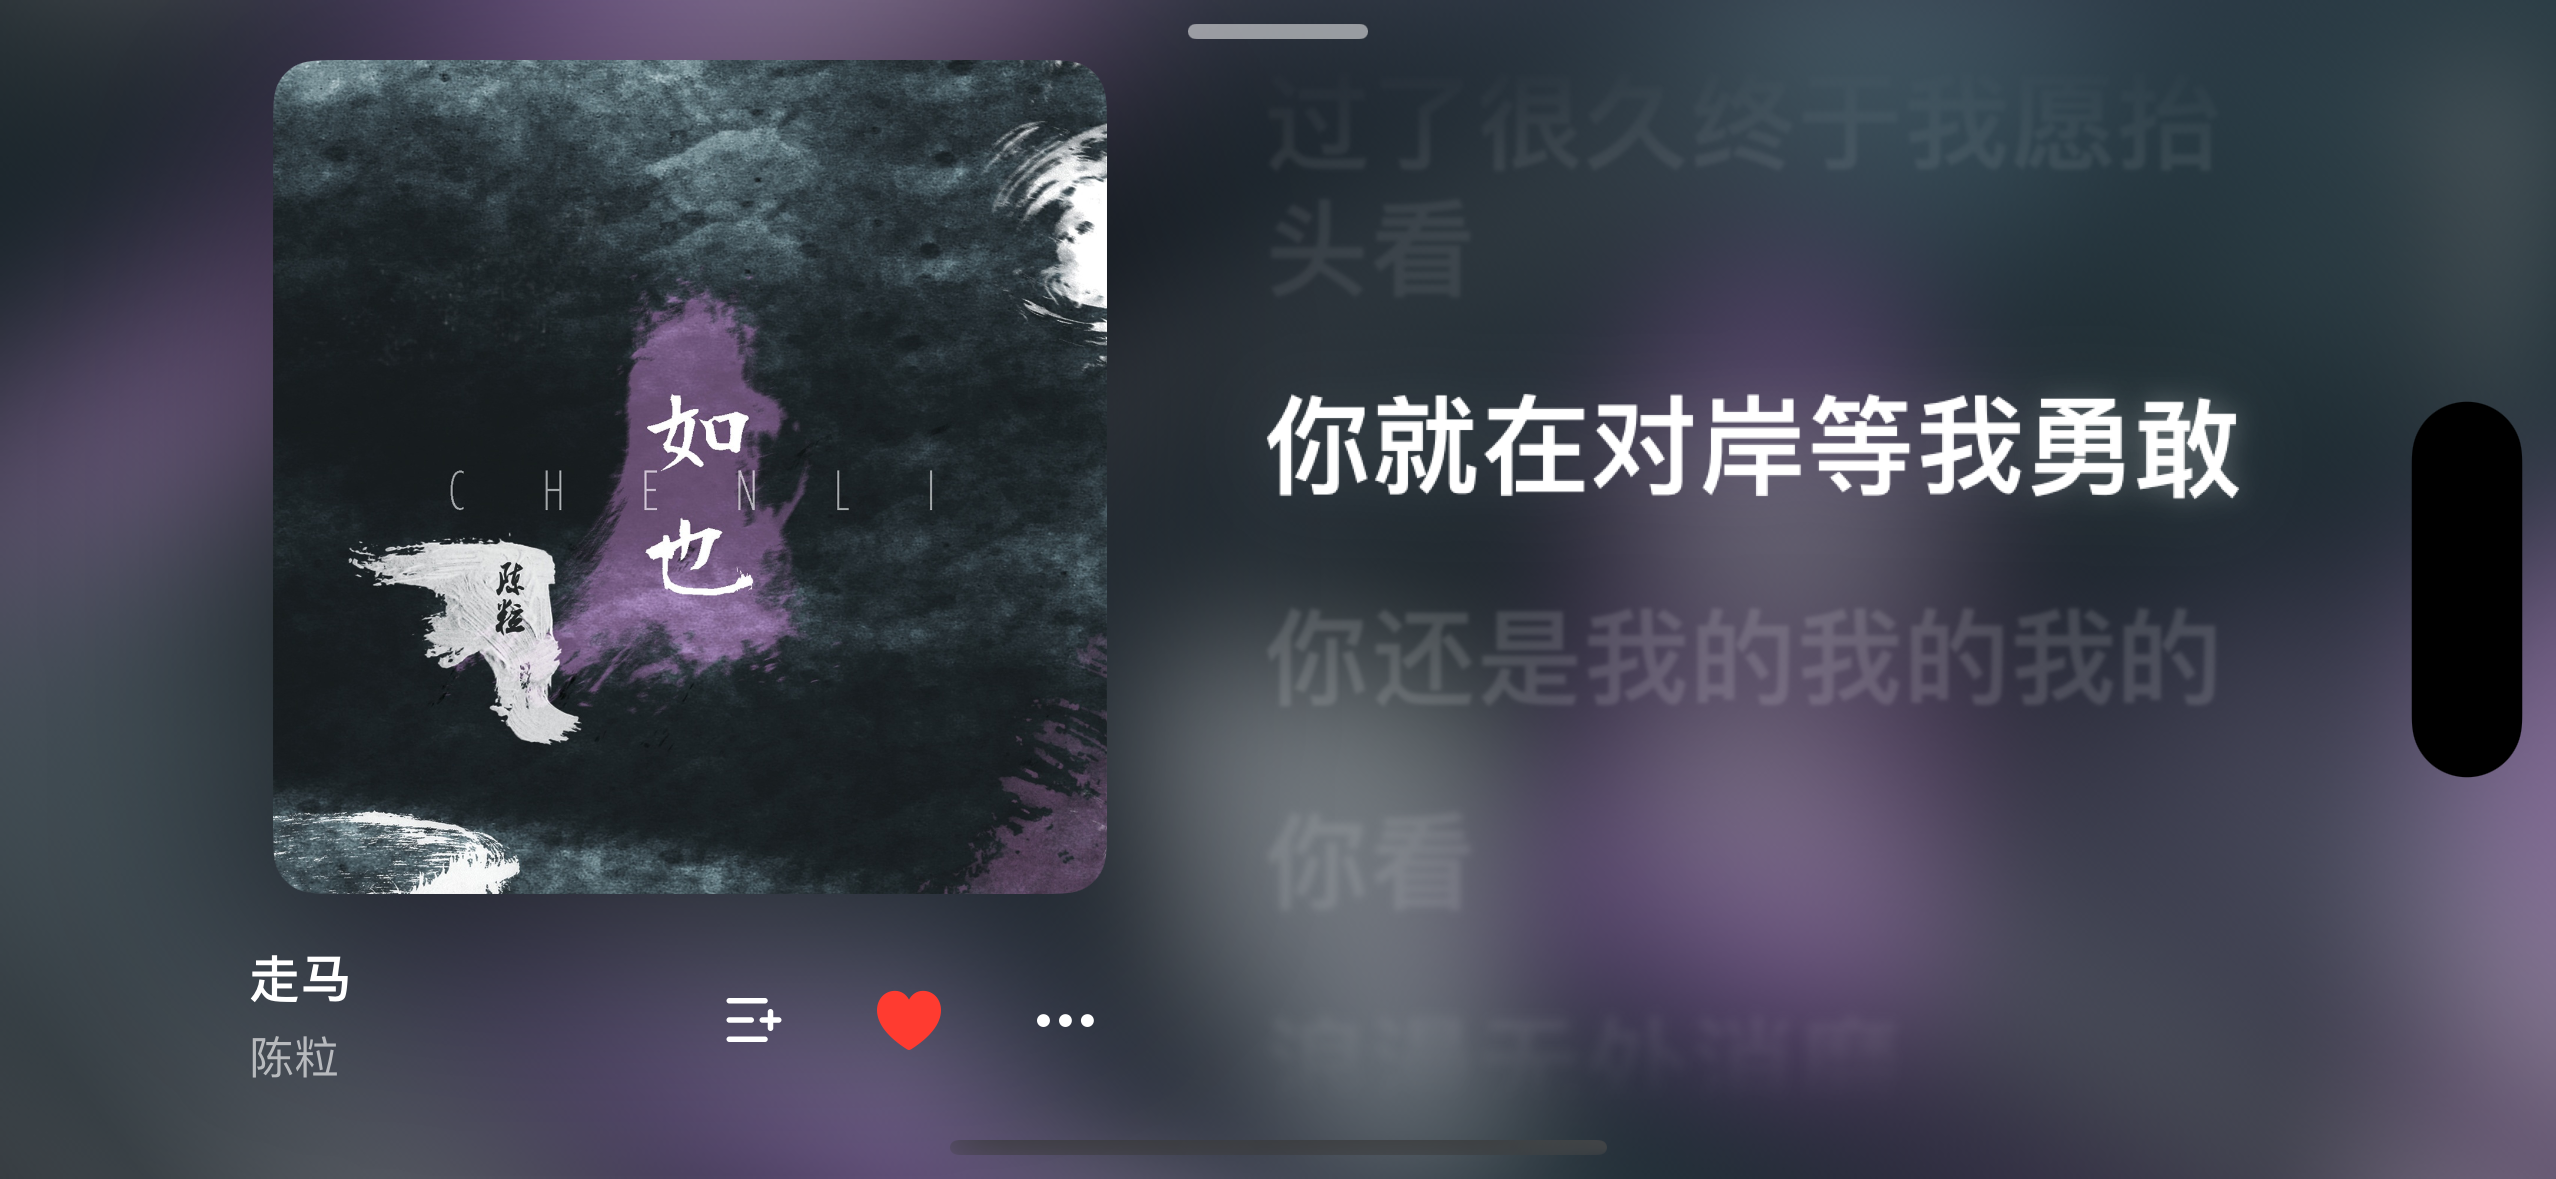 如
CHENLI
也
陈
粒
走马
陈粒
过了很久终于我愿抬
头看
你就在对岸等我勇敢
你还是我的我的我的
你看